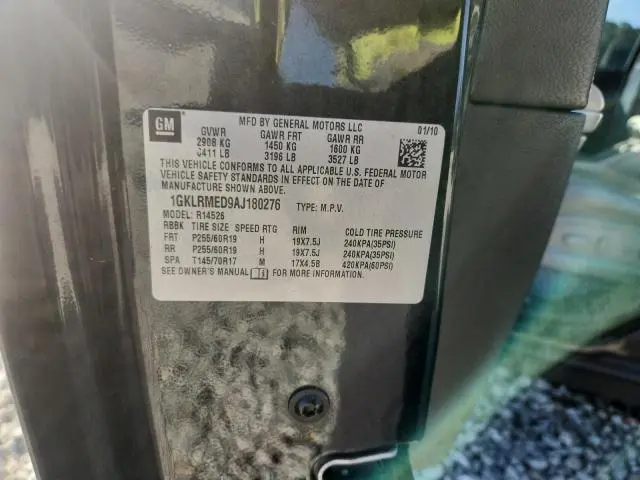 GM
MFD BY GENERAL MOTORS LLC 01/10
GVWR GAWR FRT GAWR RR
2908 KG 1450 KG 1600 KG
6411 LB 3196 LB 3527 LB
THIS VEHICLE CONFORMS TO ALL APPLICABLE U.S. FEDERAL MOTOR
VEHICLE SAFETY STANDARDS IN EFFECT ON THE DATE OF
MANUFACTURE SHOWN ABOVE.
1GKLRMED9AJ180276 TYPE: M.P.V.
MODEL: R14526
RBBK TIRE SIZE SPEED RTG RIM COLD TIRE PRESSURE
FRT P255/60R19 H 19X7.5J 240KPA(35PSI)
RR P255/60R19 H 19X7.5J 240KPA(35PSI)
SPA T145/70R17 M 17X4.5B 420KPA(60PSI)
SEE OWNER'S MANUAL FOR MORE INFORMATION.